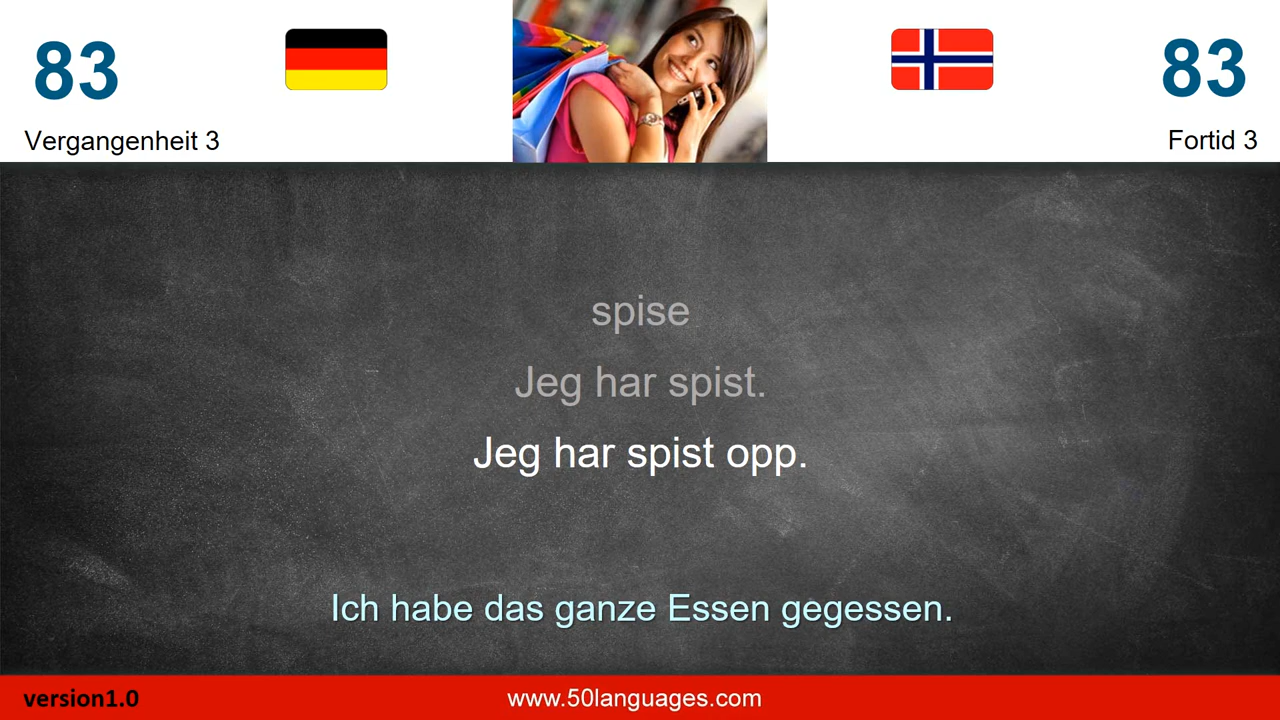 83
83
Vergangenheit 3
Fortid 3
spise
Jeg har spist.
Jeg har spist opp.
Ich habe das ganze Essen gegessen.
version1.0
www.50languages.com